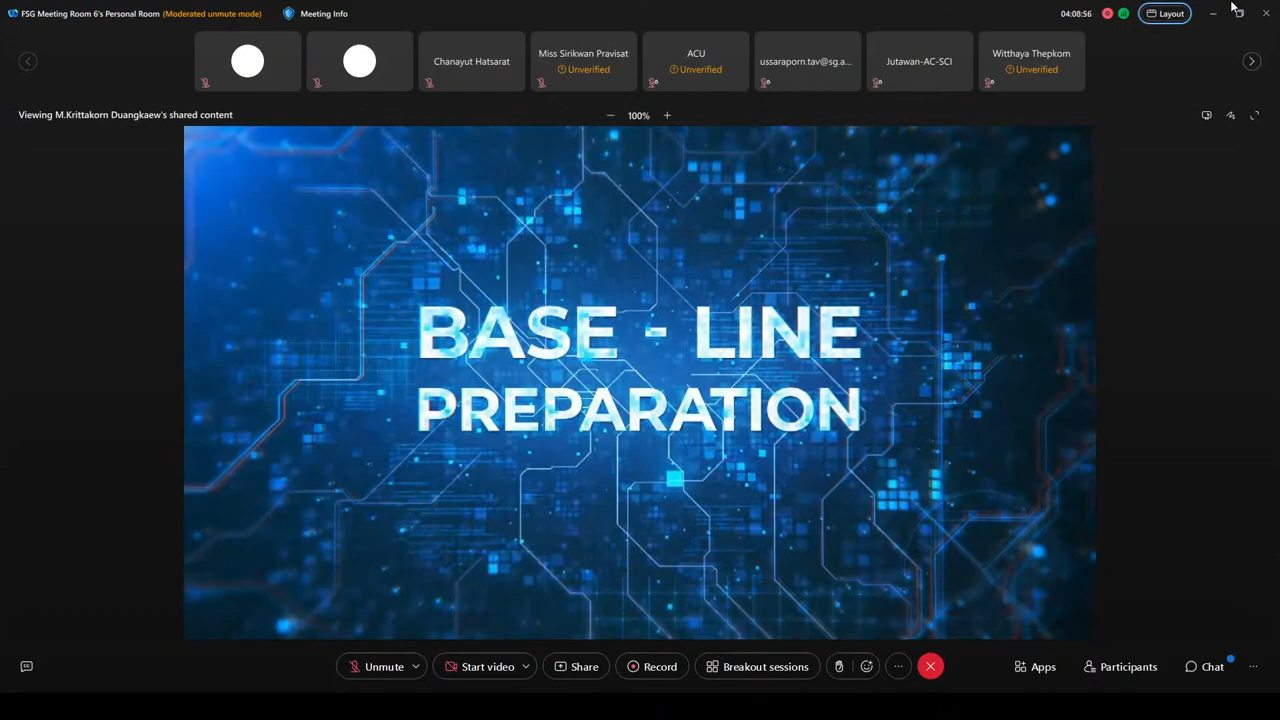 FSG Meeting Room 6's Personal Room (Moderated unmute mode) Meeting Info 04:08:56 Layout
Chanayut Hatsarat
Miss Sirikwan Pravisat
Unverified
ACU
Unverified
ussaraporn.tav@sg.a...
Jutawan-AC-SCI
Witthaya Thepkom
Unverified
Viewing M.Krittakorn Duangkaew's shared content
100%
BASE - LINE
PREPARATION
Unmute Start video Share Record Breakout sessions Apps Participants Chat